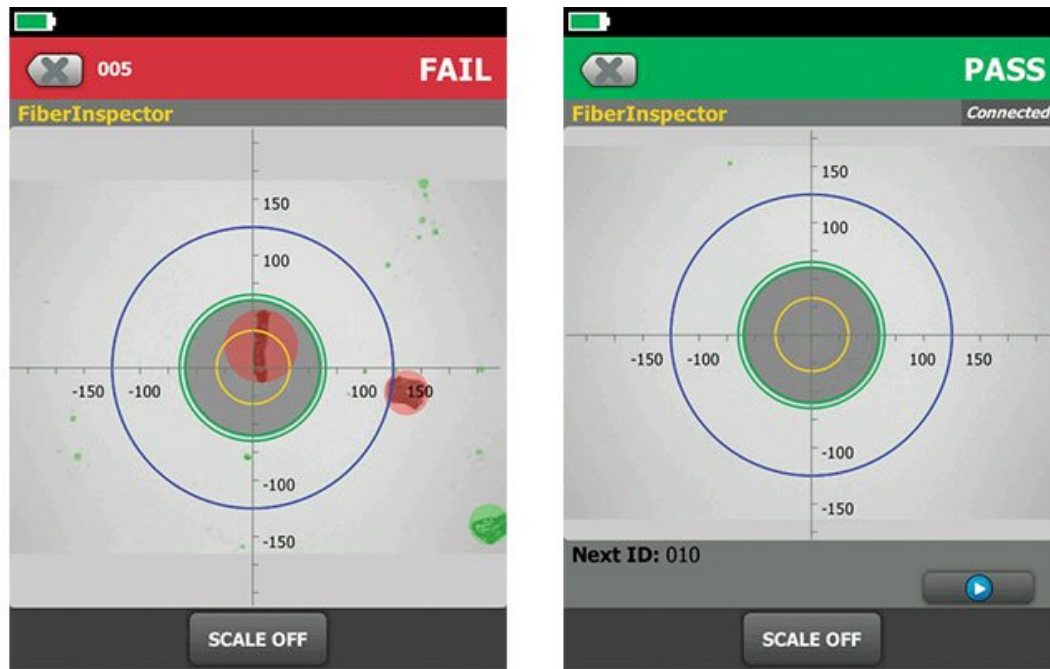 005
FAIL
FiberInspector
150
100
-150 -100
100 150
-100
-150
SCALE OFF
PASS
FiberInspector
Connected
150
100
-150 -100
100 150
-100
-150
Next ID: 010
SCALE OFF